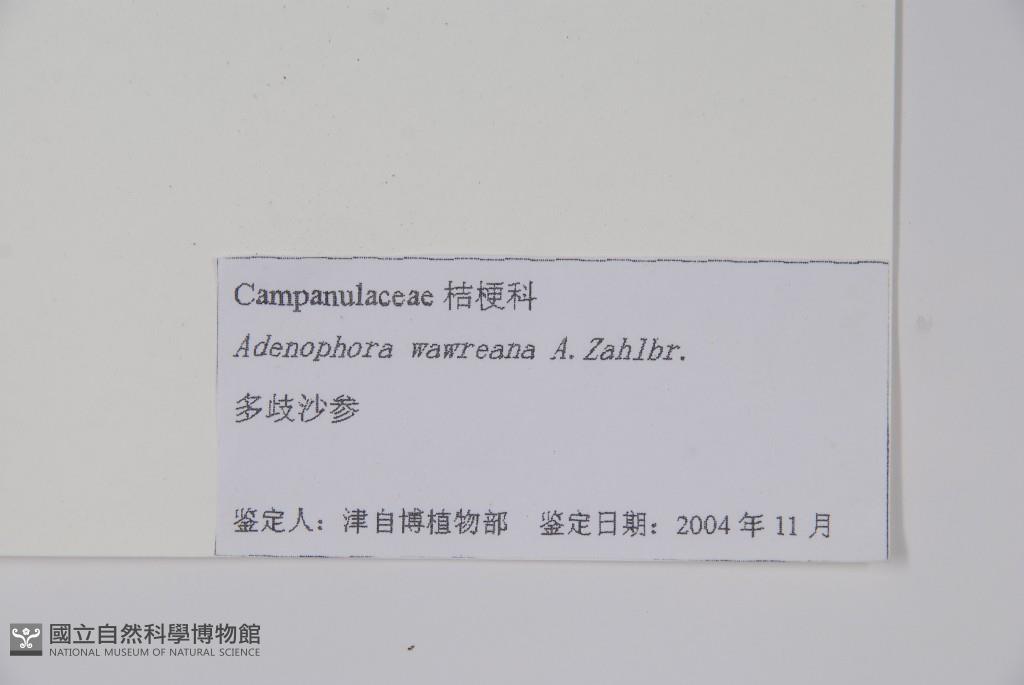 Campanulaceae 桔梗科
Adenophora wawreana A. Zahlbr.
多歧沙参
鉴定人：津自博植物部 鉴定日期：2004 年 11 月
國立自然科學博物館
NATIONAL MUSEUM OF NATURAL SCIENCE